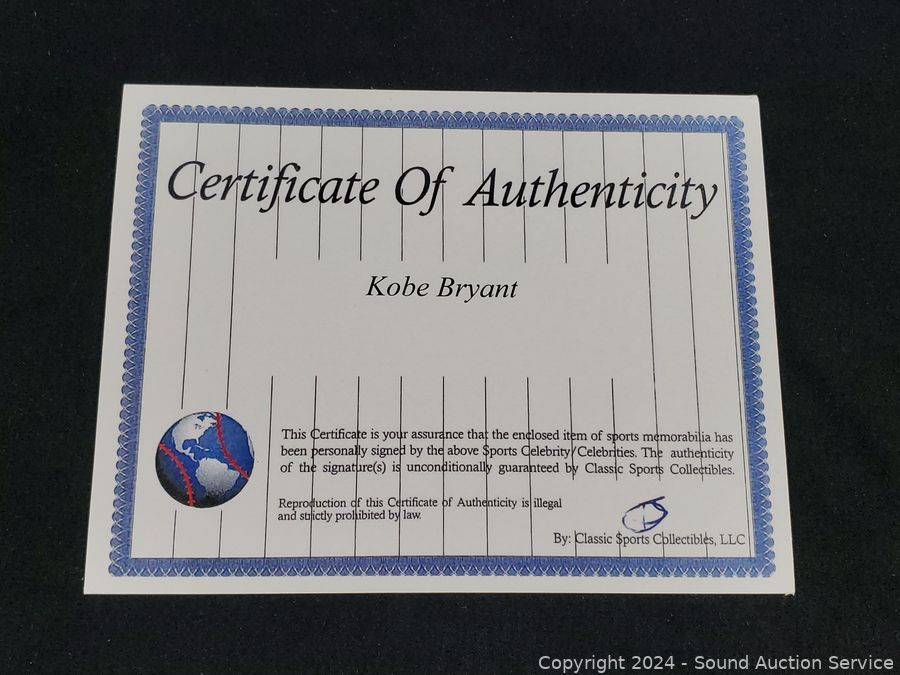 Certificate Of Authenticity
Kobe Bryant
This Certificate is your assurance that the enclosed item of sports memorabilia has
been personally signed by the above Sports Celebrity/Celebrities. The authenticity
of the signature(s) is unconditionally guaranteed by Classic Sports Collectibles.
Reproduction of this Certificate of Authenticity is illegal
and strictly prohibited by law.
By: Classic Sports Collectibles, LLC
Copyright 2024 - Sound Auction Service